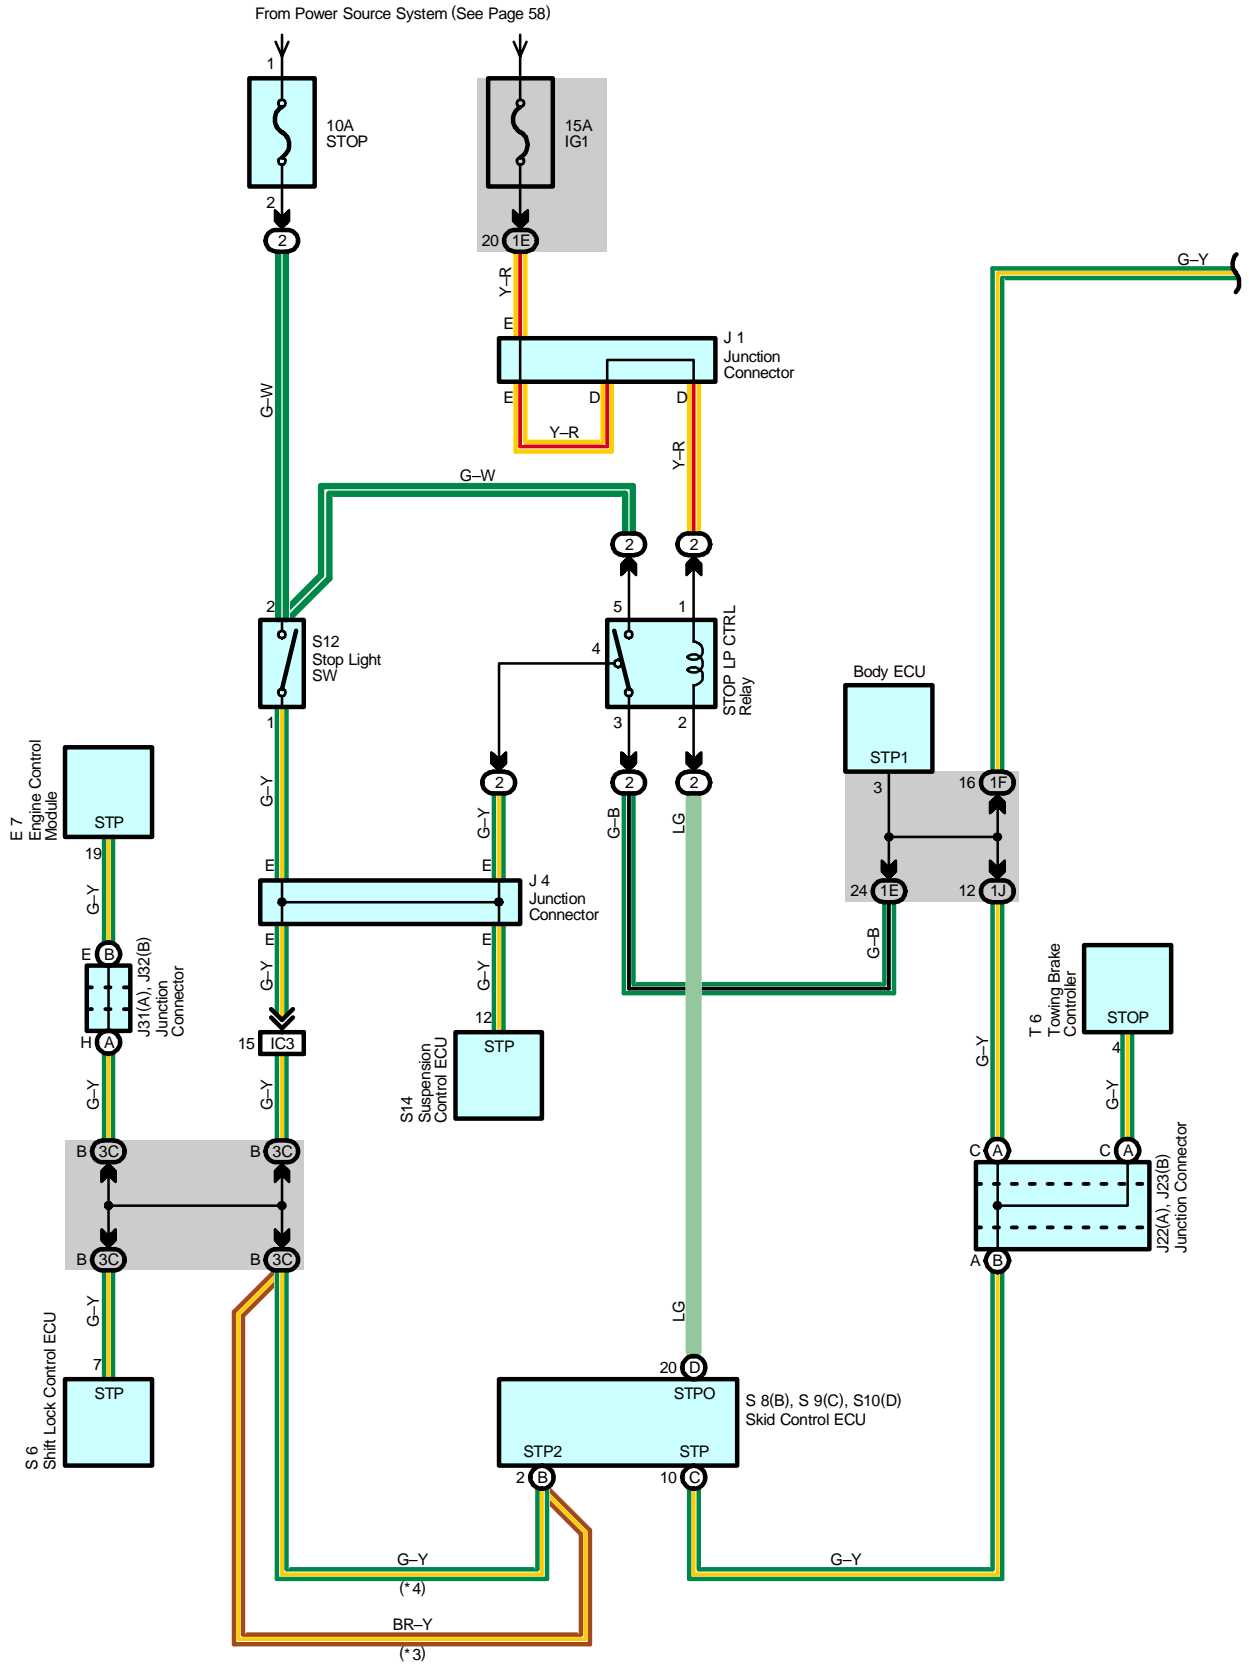 From Power Source System (See Page 58)
1
10A
STOP
15A
IG1
2
2
20
1E
G–Y
Y–R
E
J 1
Junction
Connector
E
D
D
Y–R
G–W
Y–R
G–W
2
2
2
5
1
S12
Stop Light
SW
4
STOP LP CTRL
Relay
Body ECU
1
3
2
STP1
3
16
1F
E 7
Engine Control
Module
STP
19
G–Y
2
2
2
G–Y
G–B
LG
E
E
J 4
Junction
Connector
24
1E
12
1J
G–Y
E
E
G–Y
G–Y
G–B
E
B
J31(A), J32(B)
Junction
Connector
H
A
15
IC3
12
STP
S14
Suspension
Control ECU
T 6
Towing Brake
Controller
STOP
4
G–Y
G–Y
G–Y
G–Y
B
3C
B
3C
C
A
C
A
J22(A), J23(B)
Junction Connector
B
3C
B
3C
A
B
G–Y
LG
7
STP
S 6
Shift Lock Control ECU
20
D
STPO
S 8(B), S 9(C), S10(D)
Skid Control ECU
STP2
STP
2
B
10
C
G–Y
(*4)
G–Y
BR–Y
(*3)